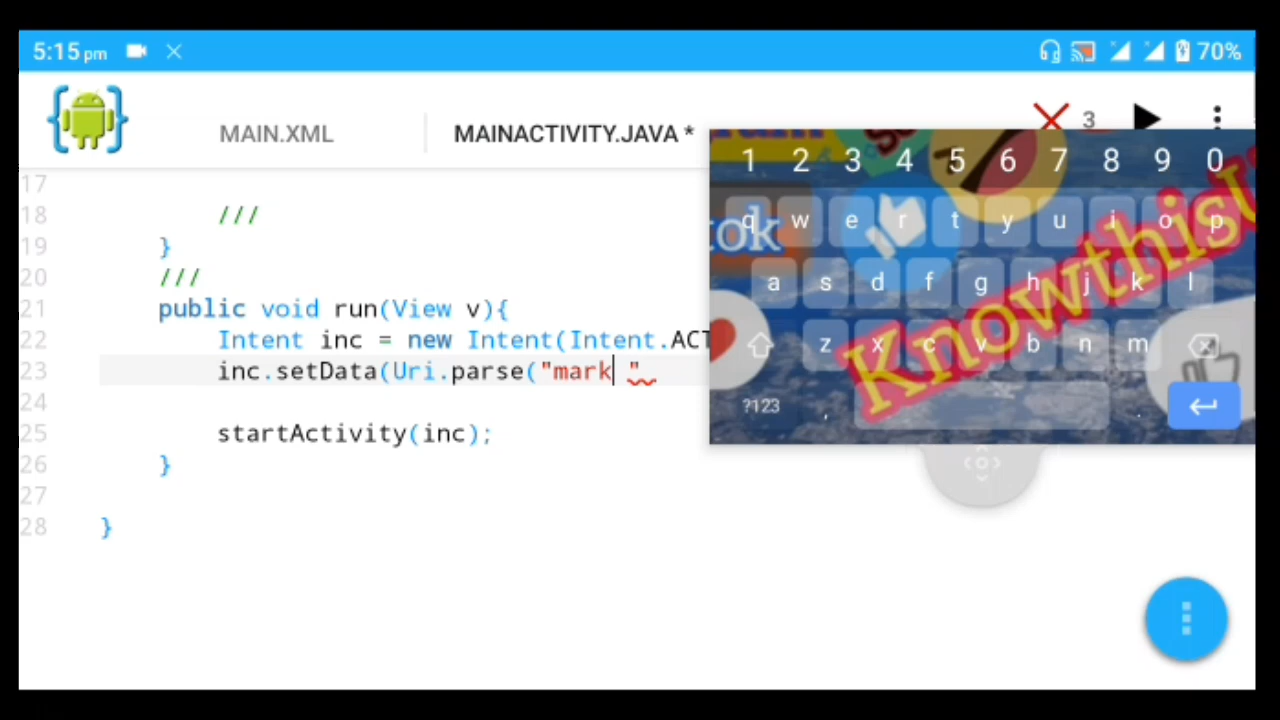 5:15 pm 70%
MAIN.XML MAINACTIVITY.JAVA * 3
17
18 ///
19 }
20 ///
21 public void run(View v){
22 Intent inc = new Intent(Intent.ACT
23 inc.setData(Uri.parse("mark "
24
25 startActivity(inc);
26 }
27
28 }
1 2 3 4 5 6 7 8 9 0
q w e r t y u i o p
a s d f g h j k l
z x c v b n m
?123 , .
tok
KnowthisU